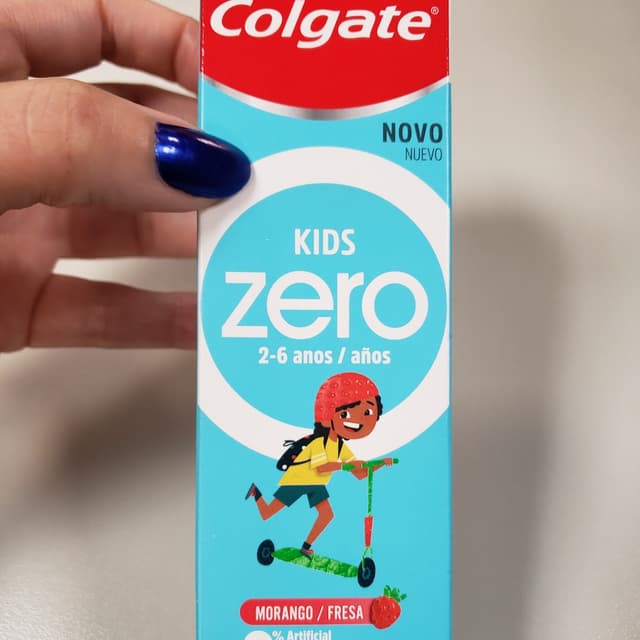 Colgate®
NOVO
NUEVO
KIDS
zero
2-6 anos / años
MORANGO / FRESA
% Artificial